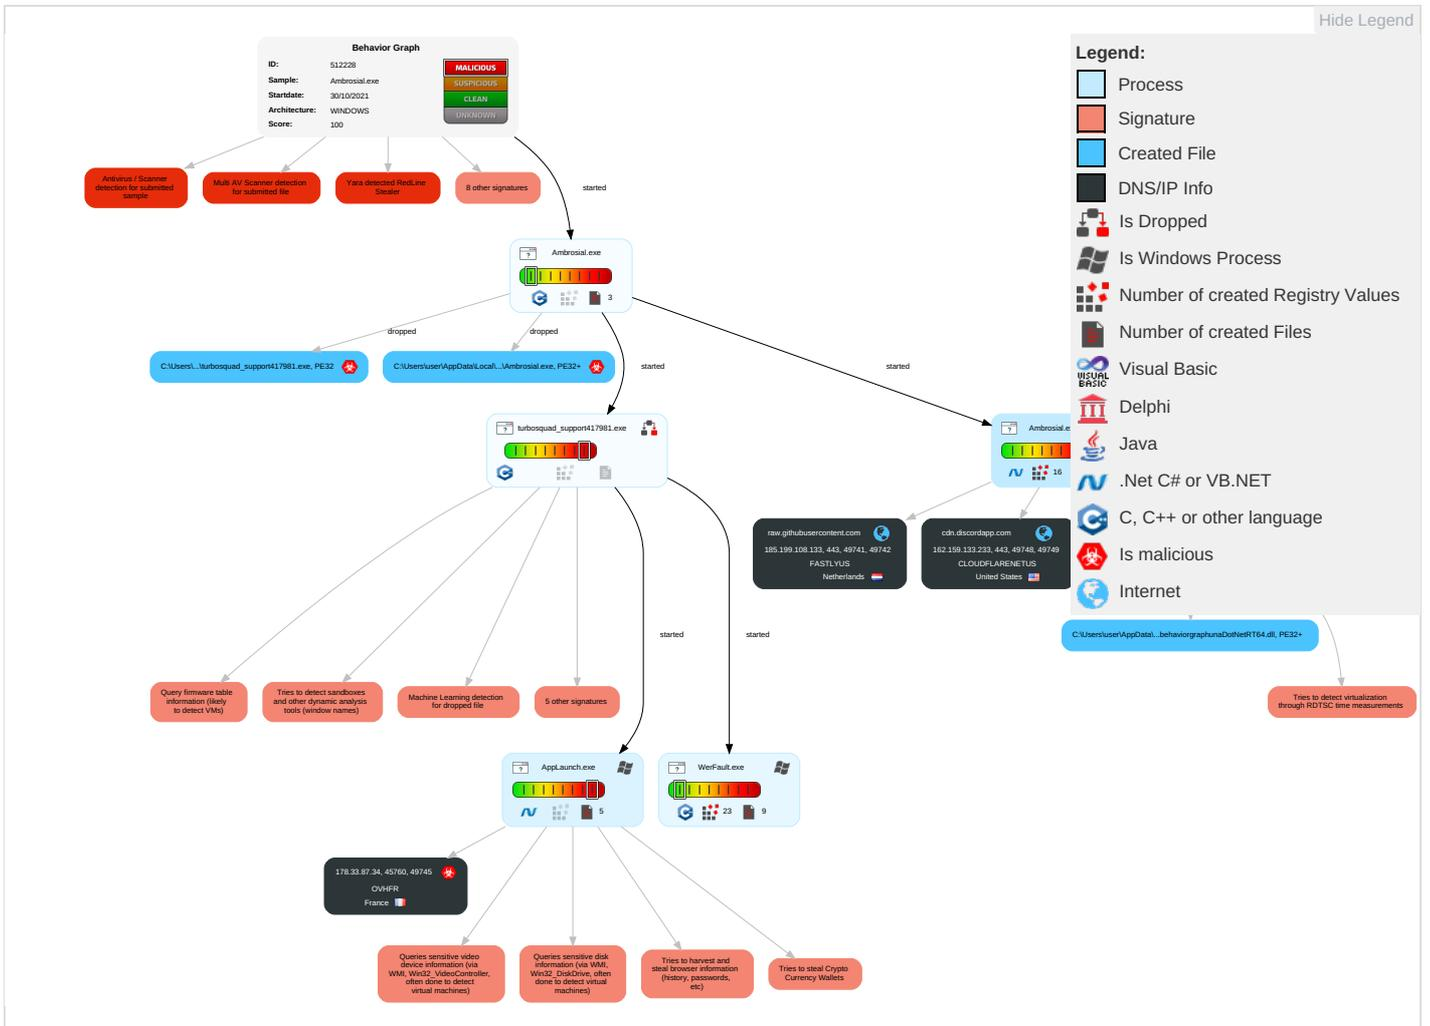 Hide Legend
Behavior Graph
ID: 512228
Sample: Ambrosial.exe
Startdate: 30/10/2021
Architecture: WINDOWS
Score: 100
MALICIOUS
SUSPICIOUS
CLEAN
UNKNOWN
Legend:
Process
Signature
Created File
DNS/IP Info
Is Dropped
Is Windows Process
Number of created Registry Values
Number of created Files
VISUAL
BASIC
Visual Basic
Delphi
Java
.Net C# or VB.NET
C, C++ or other language
Is malicious
Internet
Antivirus / Scanner
detection for submitted
sample
Multi AV Scanner detection
for submitted file
Yara detected RedLine
Stealer
8 other signatures
started
Ambrosial.exe
3
dropped
dropped
C:\Users\...\turbosquad_support417981.exe, PE32
C:\Users\user\AppData\Local\...\Ambrosial.exe, PE32+
started
started
turbosquad_support417981.exe
Ambrosial.e
16
raw.githubusercontent.com
185.199.108.133, 443, 49741, 49742
FASTLYUS
Netherlands
cdn.discordapp.com
162.159.133.233, 443, 49748, 49749
CLOUDFLARENETUS
United States
started
started
C:\Users\user\AppData\...behaviorgraphunaDotNetRT64.dll, PE32+
Query firmware table
information (likely
to detect VMs)
Tries to detect sandboxes
and other dynamic analysis
tools (window names)
Machine Learning detection
for dropped file
5 other signatures
Tries to detect virtualization
through RDTSC time measurements
AppLaunch.exe
5
WerFault.exe
23
9
178.33.87.34, 45760, 49745
OVHFR
France
Queries sensitive video
device information (via
WMI, Win32_VideoController,
often done to detect
virtual machines)
Queries sensitive disk
information (via WMI,
Win32_DiskDrive, often
done to detect virtual
machines)
Tries to harvest and
steal browser information
(history, passwords,
etc)
Tries to steal Crypto
Currency Wallets